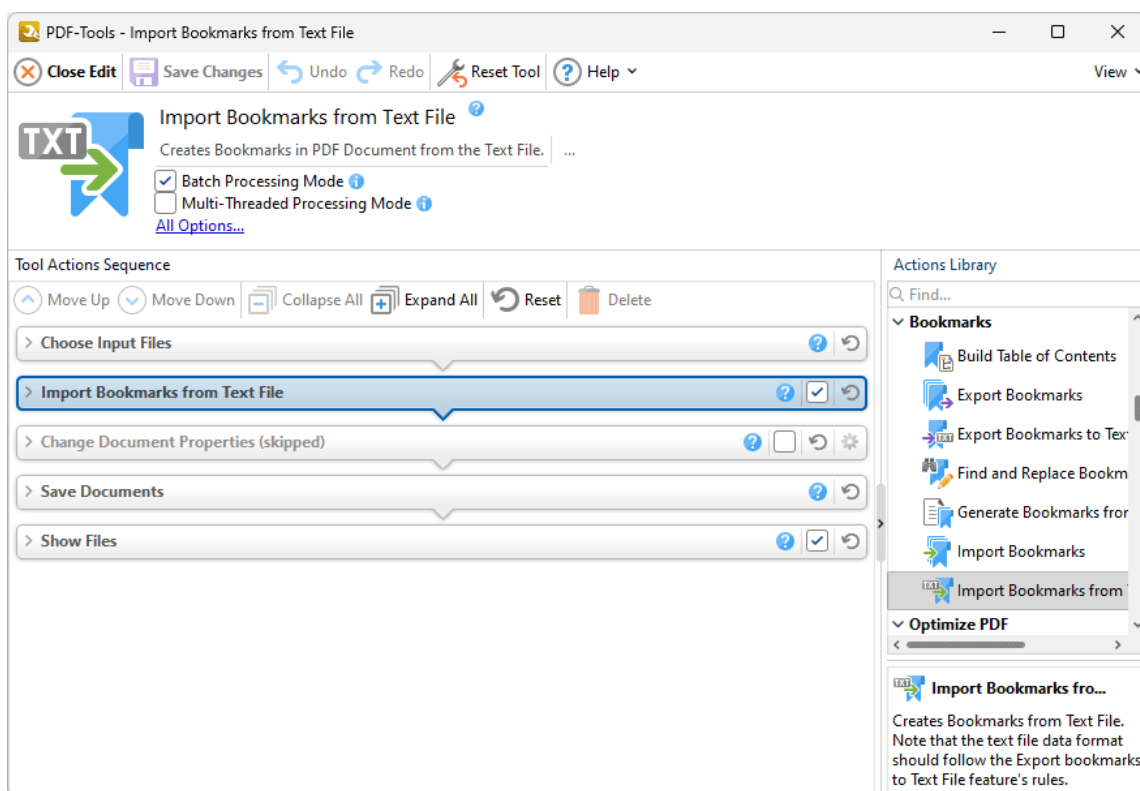 PDF-Tools - Import Bookmarks from Text File
Close Edit Save Changes Undo Redo Reset Tool ? Help View
TXT
Import Bookmarks from Text File ?
Creates Bookmarks in PDF Document from the Text File. ...
Batch Processing Mode i
Multi-Threaded Processing Mode i
All Options...
Tool Actions Sequence
Move Up Move Down Collapse All Expand All Reset Delete
Choose Input Files ?
Import Bookmarks from Text File ?
Change Document Properties (skipped) ?
Save Documents ?
Show Files ?
Actions Library
Find...
Bookmarks
Build Table of Contents
Export Bookmarks
TXT Export Bookmarks to Tex
Find and Replace Bookm
Generate Bookmarks fror
Import Bookmarks
TXT Import Bookmarks from
Optimize PDF
TXT Import Bookmarks fro...
Creates Bookmarks from Text File.
Note that the text file data format
should follow the Export bookmarks
to Text File feature's rules.